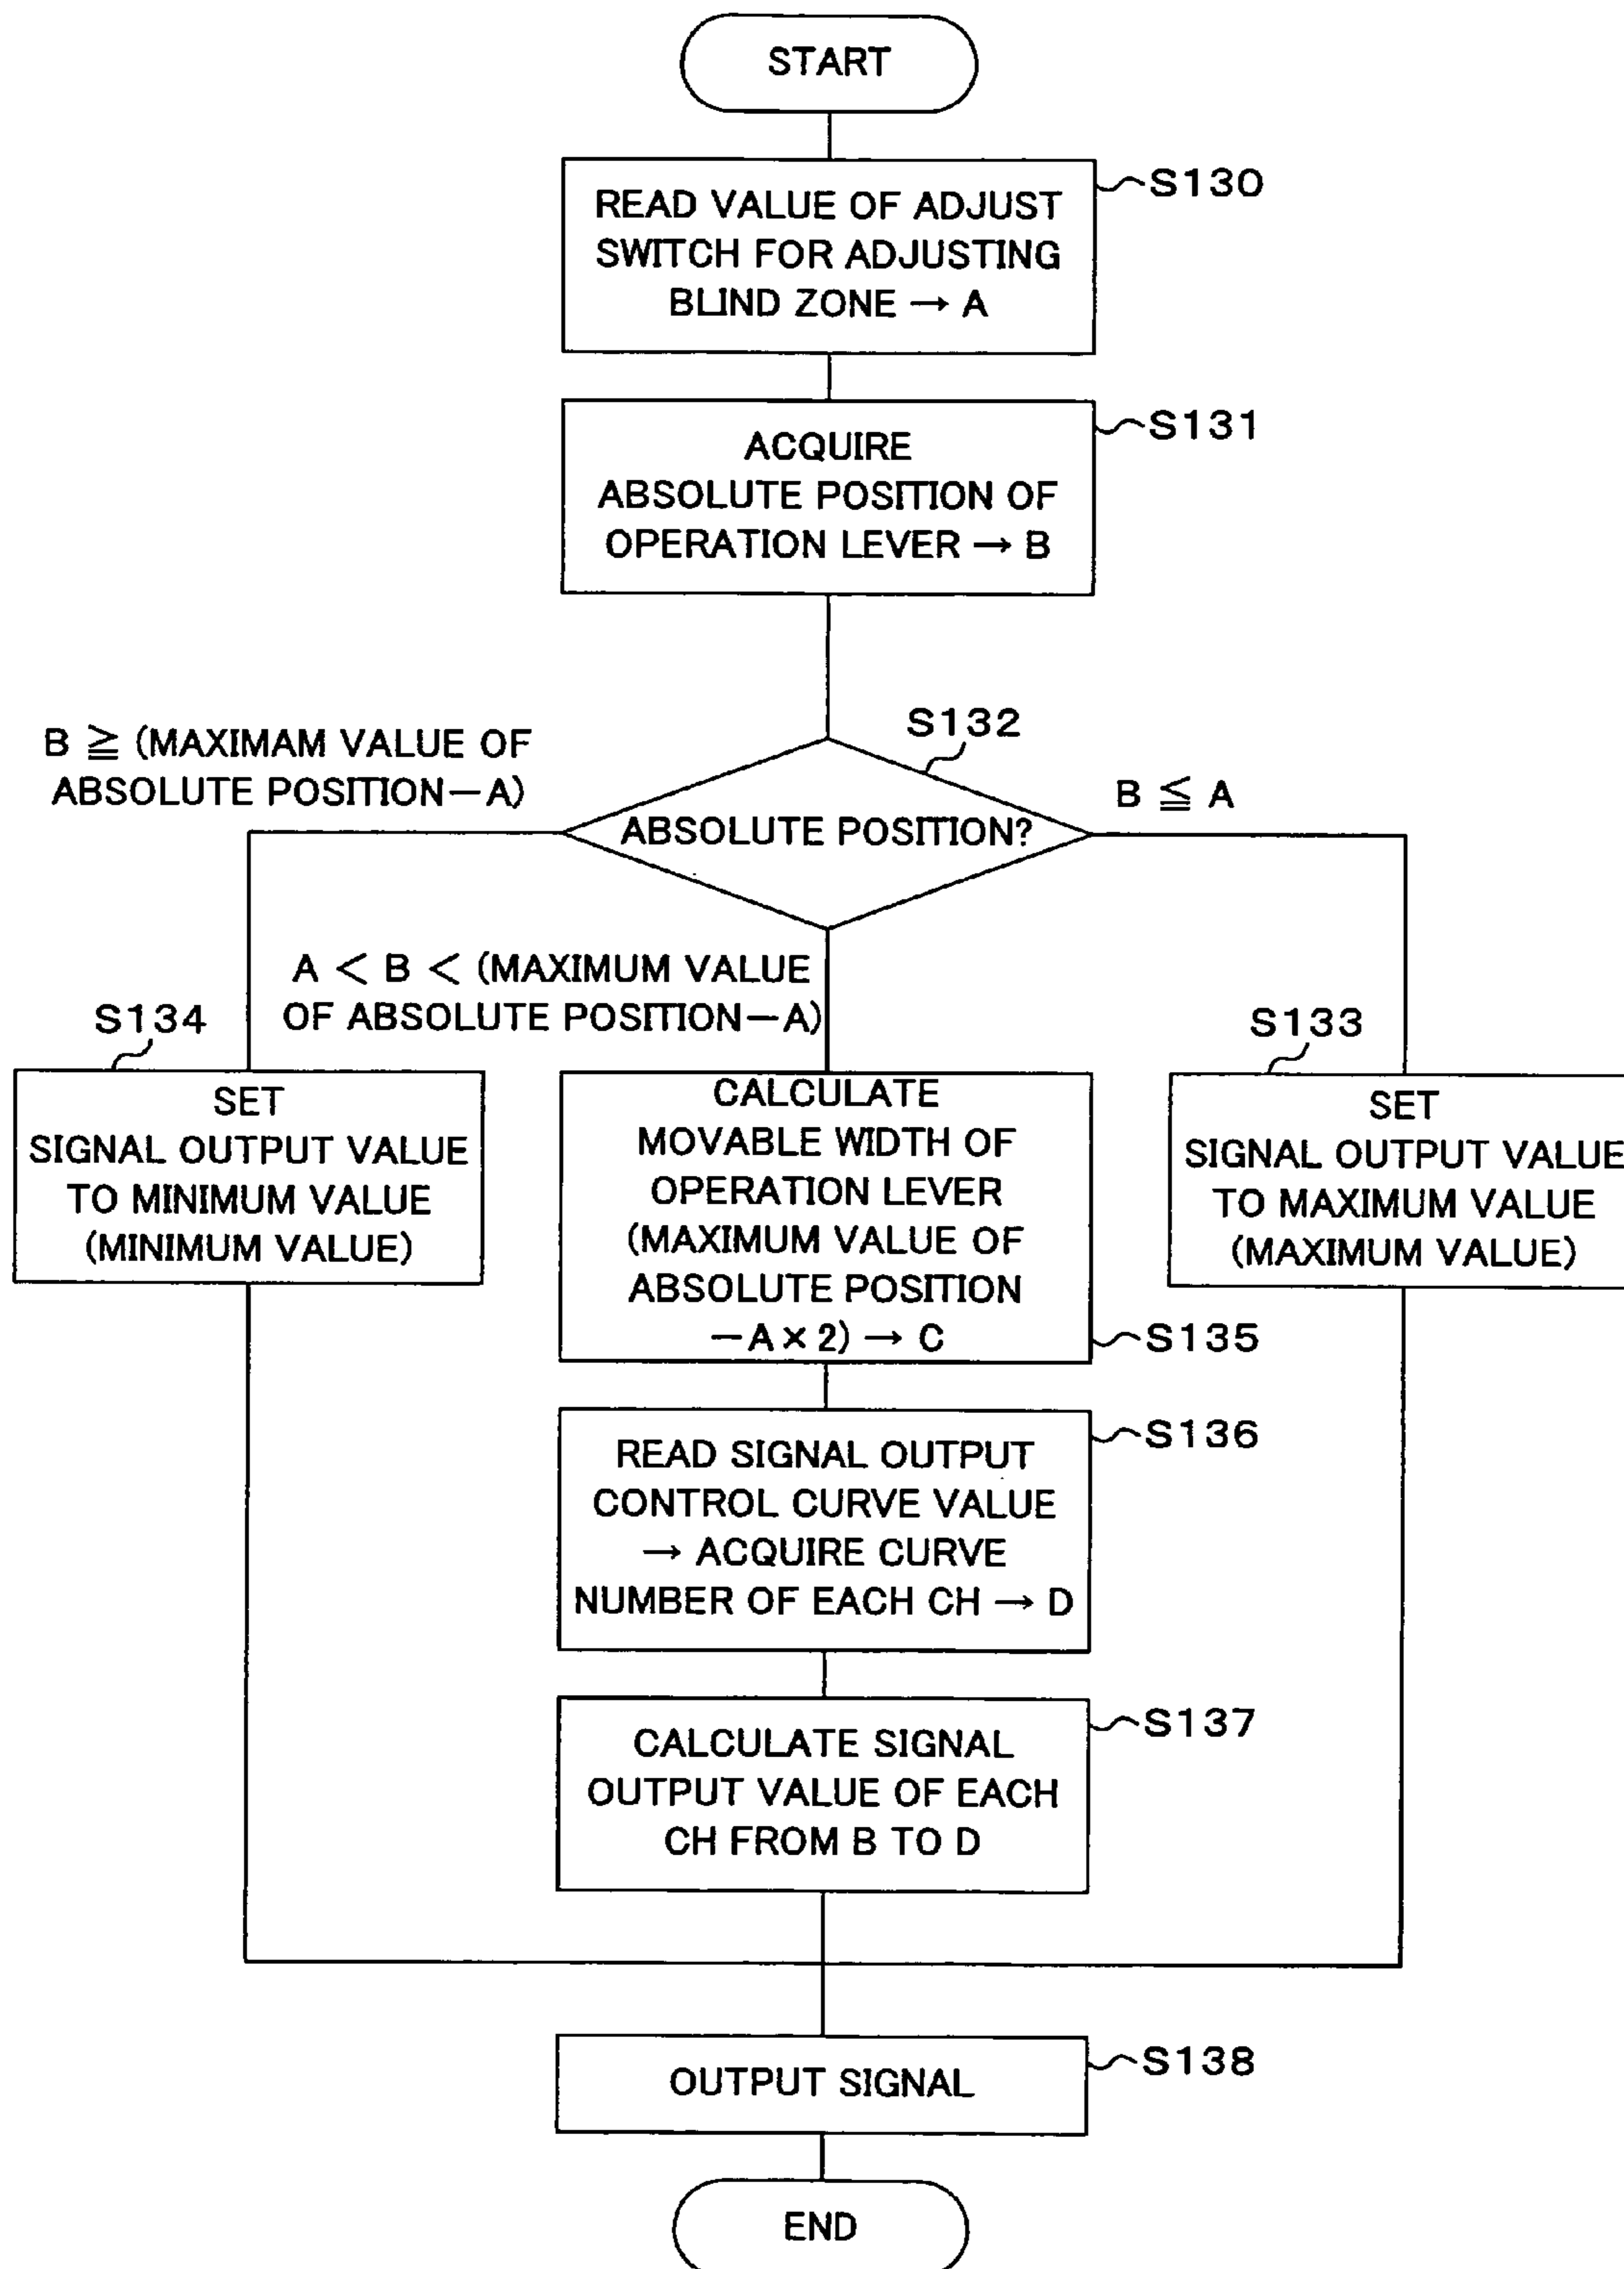 START
READ VALUE OF ADJUST
SWITCH FOR ADJUSTING
BLIND ZONE → A
S130
ACQUIRE
ABSOLUTE POSITION OF
OPERATION LEVER → B
S131
S132
ABSOLUTE POSITION?
B ≧ (MAXIMAM VALUE OF
ABSOLUTE POSITION−A)
B ≦ A
A < B < (MAXIMUM VALUE
OF ABSOLUTE POSITION−A)
S134
SET
SIGNAL OUTPUT VALUE
TO MINIMUM VALUE
(MINIMUM VALUE)
CALCULATE
MOVABLE WIDTH OF
OPERATION LEVER
(MAXIMUM VALUE OF
ABSOLUTE POSITION
−A×2) → C
S135
S133
SET
SIGNAL OUTPUT VALUE
TO MAXIMUM VALUE
(MAXIMUM VALUE)
READ SIGNAL OUTPUT
CONTROL CURVE VALUE
→ ACQUIRE CURVE
NUMBER OF EACH CH → D
S136
CALCULATE SIGNAL
OUTPUT VALUE OF EACH
CH FROM B TO D
S137
OUTPUT SIGNAL
S138
END